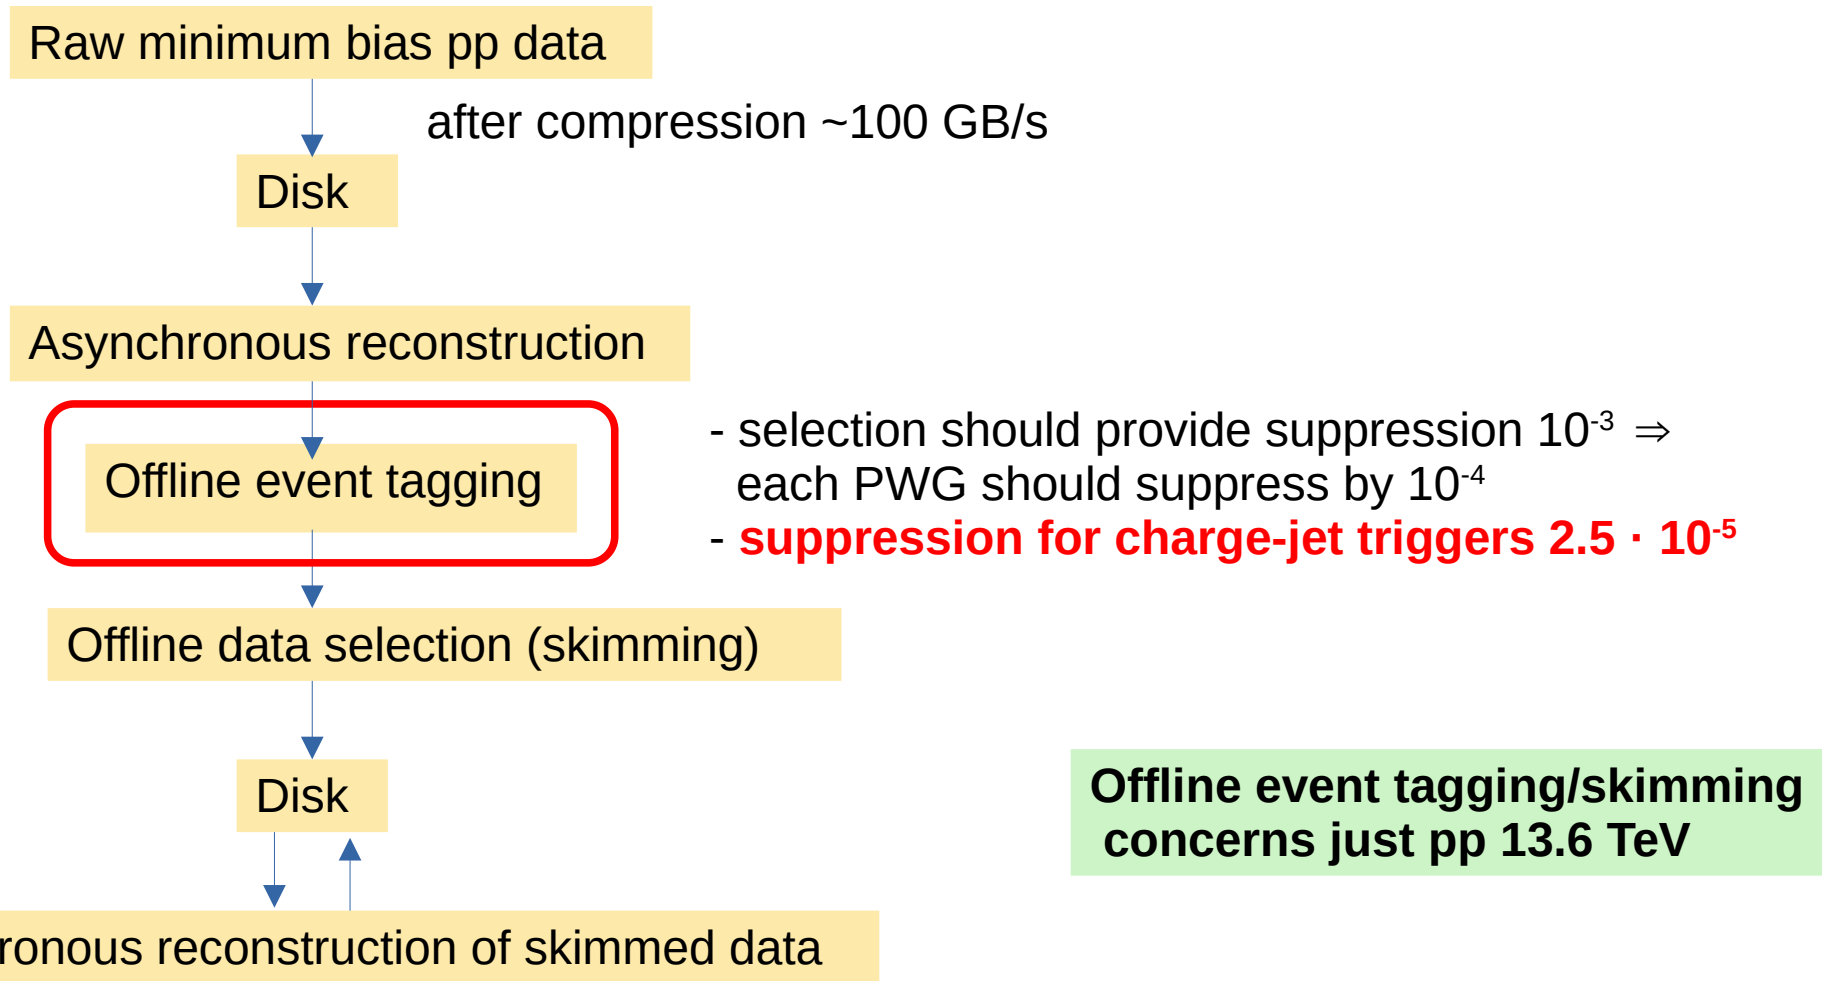 Raw minimum bias pp data
after compression ~100 GB/s
Disk
Asynchronous reconstruction
Offline event tagging
- selection should provide suppression 10⁻³ ⇒
each PWG should suppress by 10⁻⁴
- suppression for charge-jet triggers 2.5 · 10⁻⁵
Offline data selection (skimming)
Disk
Offline event tagging/skimming
concerns just pp 13.6 TeV
ronous reconstruction of skimmed data